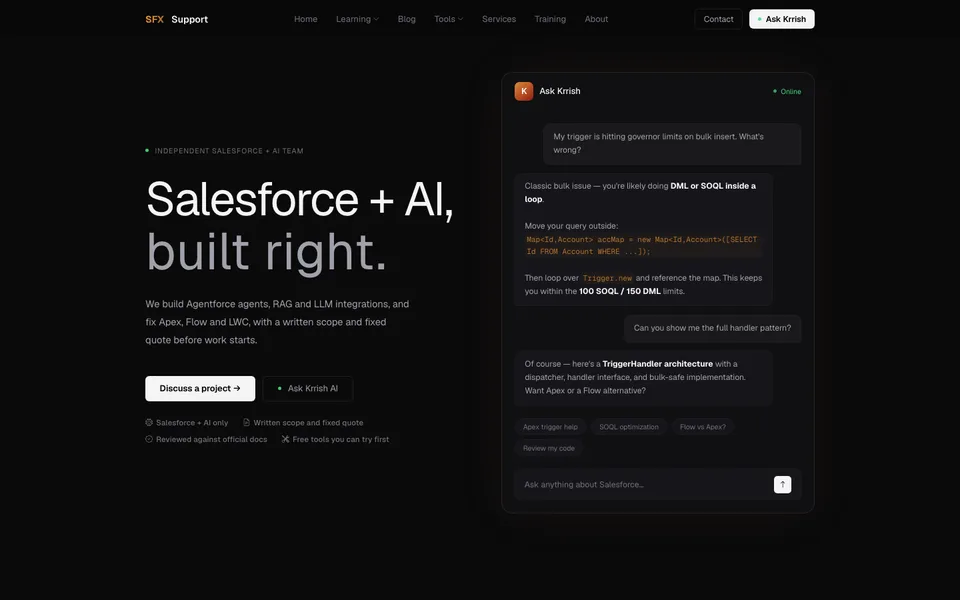 SFX Support
Home Learning Blog Tools Services Training About
Contact
Ask Krrish
INDEPENDENT SALESFORCE + AI TEAM
Salesforce + AI,
built right.
We build Agentforce agents, RAG and LLM integrations, and
fix Apex, Flow and LWC, with a written scope and fixed
quote before work starts.
Discuss a project →
Ask Krrish AI
Salesforce + AI only
Written scope and fixed quote
Reviewed against official docs
Free tools you can try first
K
Ask Krrish
Online
My trigger is hitting governor limits on bulk insert. What's
wrong?
Classic bulk issue — you're likely doing DML or SOQL inside a
loop.
Move your query outside:
Map<Id,Account> accMap = new Map<Id,Account>([SELECT
Id FROM Account WHERE ...]);
Then loop over Trigger.new and reference the map. This keeps
you within the 100 SOQL / 150 DML limits.
Can you show me the full handler pattern?
Of course — here's a TriggerHandler architecture with a
dispatcher, handler interface, and bulk-safe implementation.
Want Apex or a Flow alternative?
Apex trigger help
SOQL optimization
Flow vs Apex?
Review my code
Ask anything about Salesforce...
↑